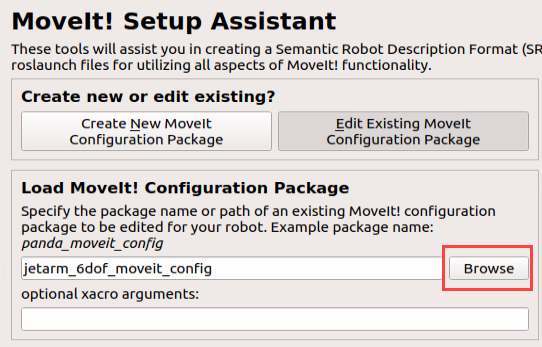 MoveIt! Setup Assistant
These tools will assist you in creating a Semantic Robot Description Format (SR
roslaunch files for utilizing all aspects of MoveIt! functionality.
Create new or edit existing?
Create New MoveIt
Configuration Package
Edit Existing MoveIt
Configuration Package
Load MoveIt! Configuration Package
Specify the package name or path of an existing MoveIt! configuration
package to be edited for your robot. Example package name:
panda_moveit_config
jetarm_6dof_moveit_config
Browse
optional xacro arguments: